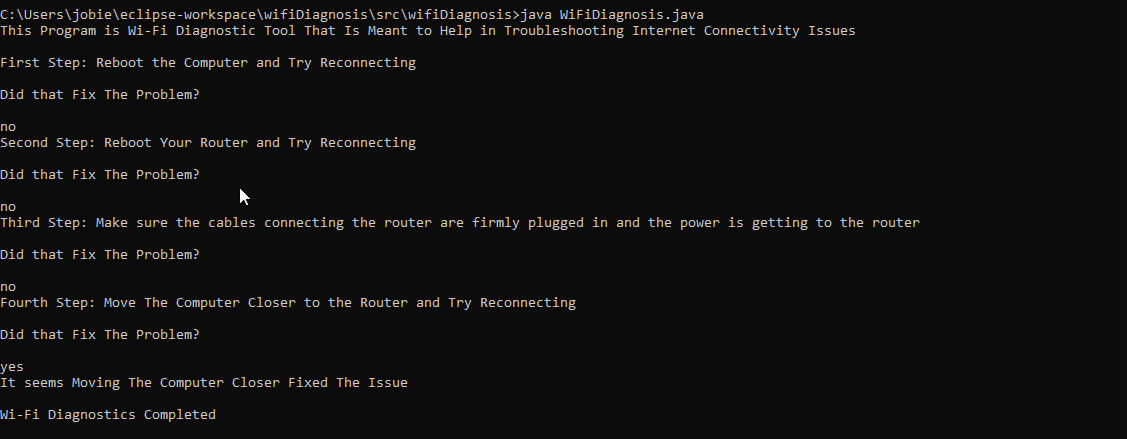 C:\Users\jobie\eclipse-workspace\wifiDiagnosis\src\wifiDiagnosis>java WiFiDiagnosis.java
This Program is Wi-Fi Diagnostic Tool That Is Meant to Help in Troubleshooting Internet Connectivity Issues
First Step: Reboot the Computer and Try Reconnecting
Did that Fix The Problem?
no
Second Step: Reboot Your Router and Try Reconnecting
Did that Fix The Problem?
no
Third Step: Make sure the cables connecting the router are firmly plugged in and the power is getting to the router
Did that Fix The Problem?
no
Fourth Step: Move The Computer Closer to the Router and Try Reconnecting
Did that Fix The Problem?
yes
It seems Moving The Computer Closer Fixed The Issue
Wi-Fi Diagnostics Completed